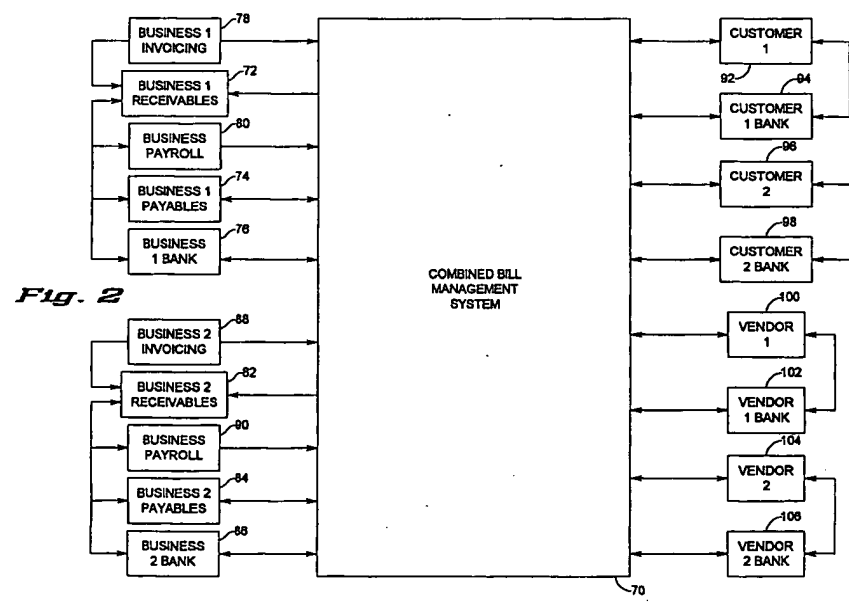 BUSINESS 1
INVOICING
78
BUSINESS 1
RECEIVABLES
72
BUSINESS
PAYROLL
80
BUSINESS 1
PAYABLES
74
BUSINESS
1 BANK
76
Fig. 2
BUSINESS 2
INVOICING
88
BUSINESS 2
RECEIVABLES
82
BUSINESS
PAYROLL
90
BUSINESS 2
PAYABLES
84
BUSINESS
2 BANK
86
COMBINED BILL
MANAGEMENT
SYSTEM
70
CUSTOMER
1
92
CUSTOMER
1 BANK
94
CUSTOMER
2
96
CUSTOMER
2 BANK
98
VENDOR
1
100
VENDOR
1 BANK
102
VENDOR
2
104
VENDOR
2 BANK
106